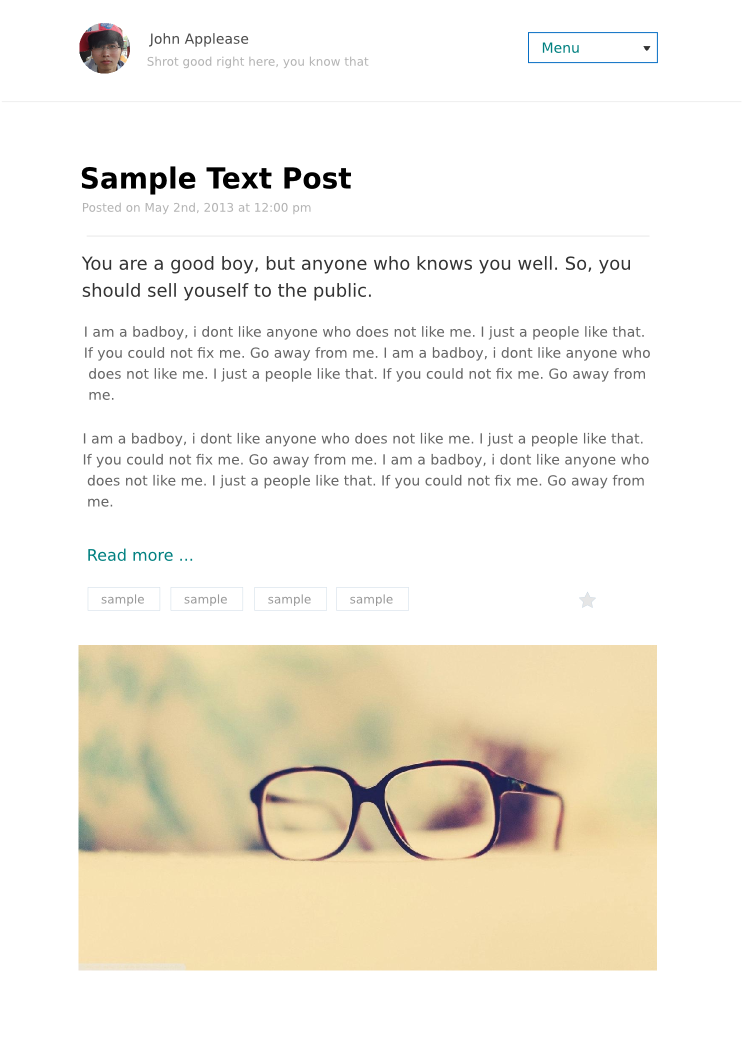 John Applease
Shrot good right here, you know that
Menu
Sample Text Post
Posted on May 2nd, 2013 at 12:00 pm
You are a good boy, but anyone who knows you well. So, you
should sell youself to the public.
I am a badboy, i dont like anyone who does not like me. I just a people like that.
If you could not fix me. Go away from me. I am a badboy, i dont like anyone who
does not like me. I just a people like that. If you could not fix me. Go away from
me.
I am a badboy, i dont like anyone who does not like me. I just a people like that.
If you could not fix me. Go away from me. I am a badboy, i dont like anyone who
does not like me. I just a people like that. If you could not fix me. Go away from
me.
Read more ...
sample sample sample sample